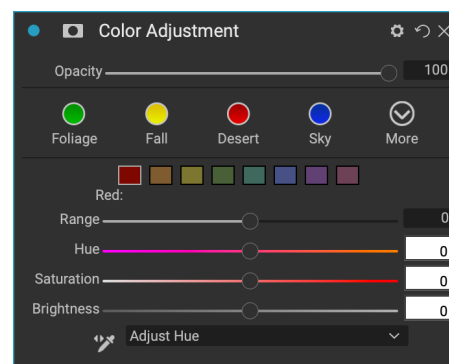 Color Adjustment
Opacity 100
Foliage Fall Desert Sky More
Red:
Range 0
Hue 0
Saturation 0
Brightness 0
Adjust Hue